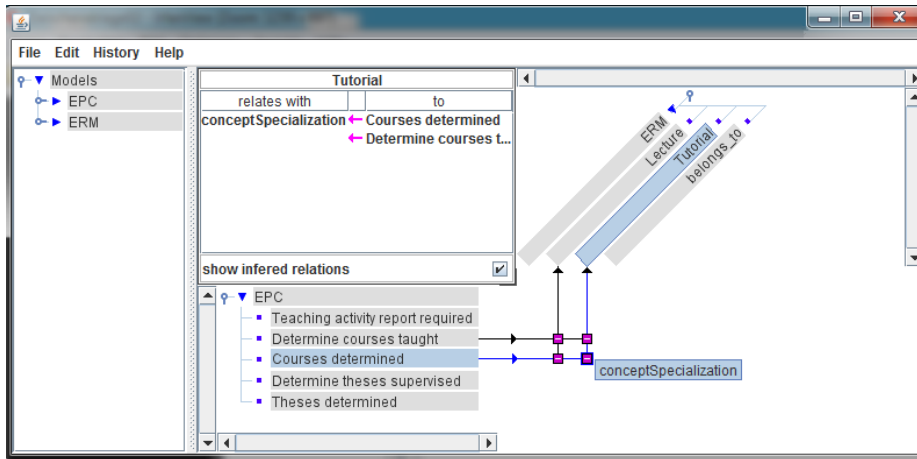 File Edit History Help
Models
EPC
ERM
Tutorial
relates with to
conceptSpecialization Courses determined
Determine courses t...
show infered relations
ERM
Lecture
Tutorial
belongs_to
EPC
Teaching activity report required
Determine courses taught
Courses determined
Determine theses supervised
Theses determined
conceptSpecialization